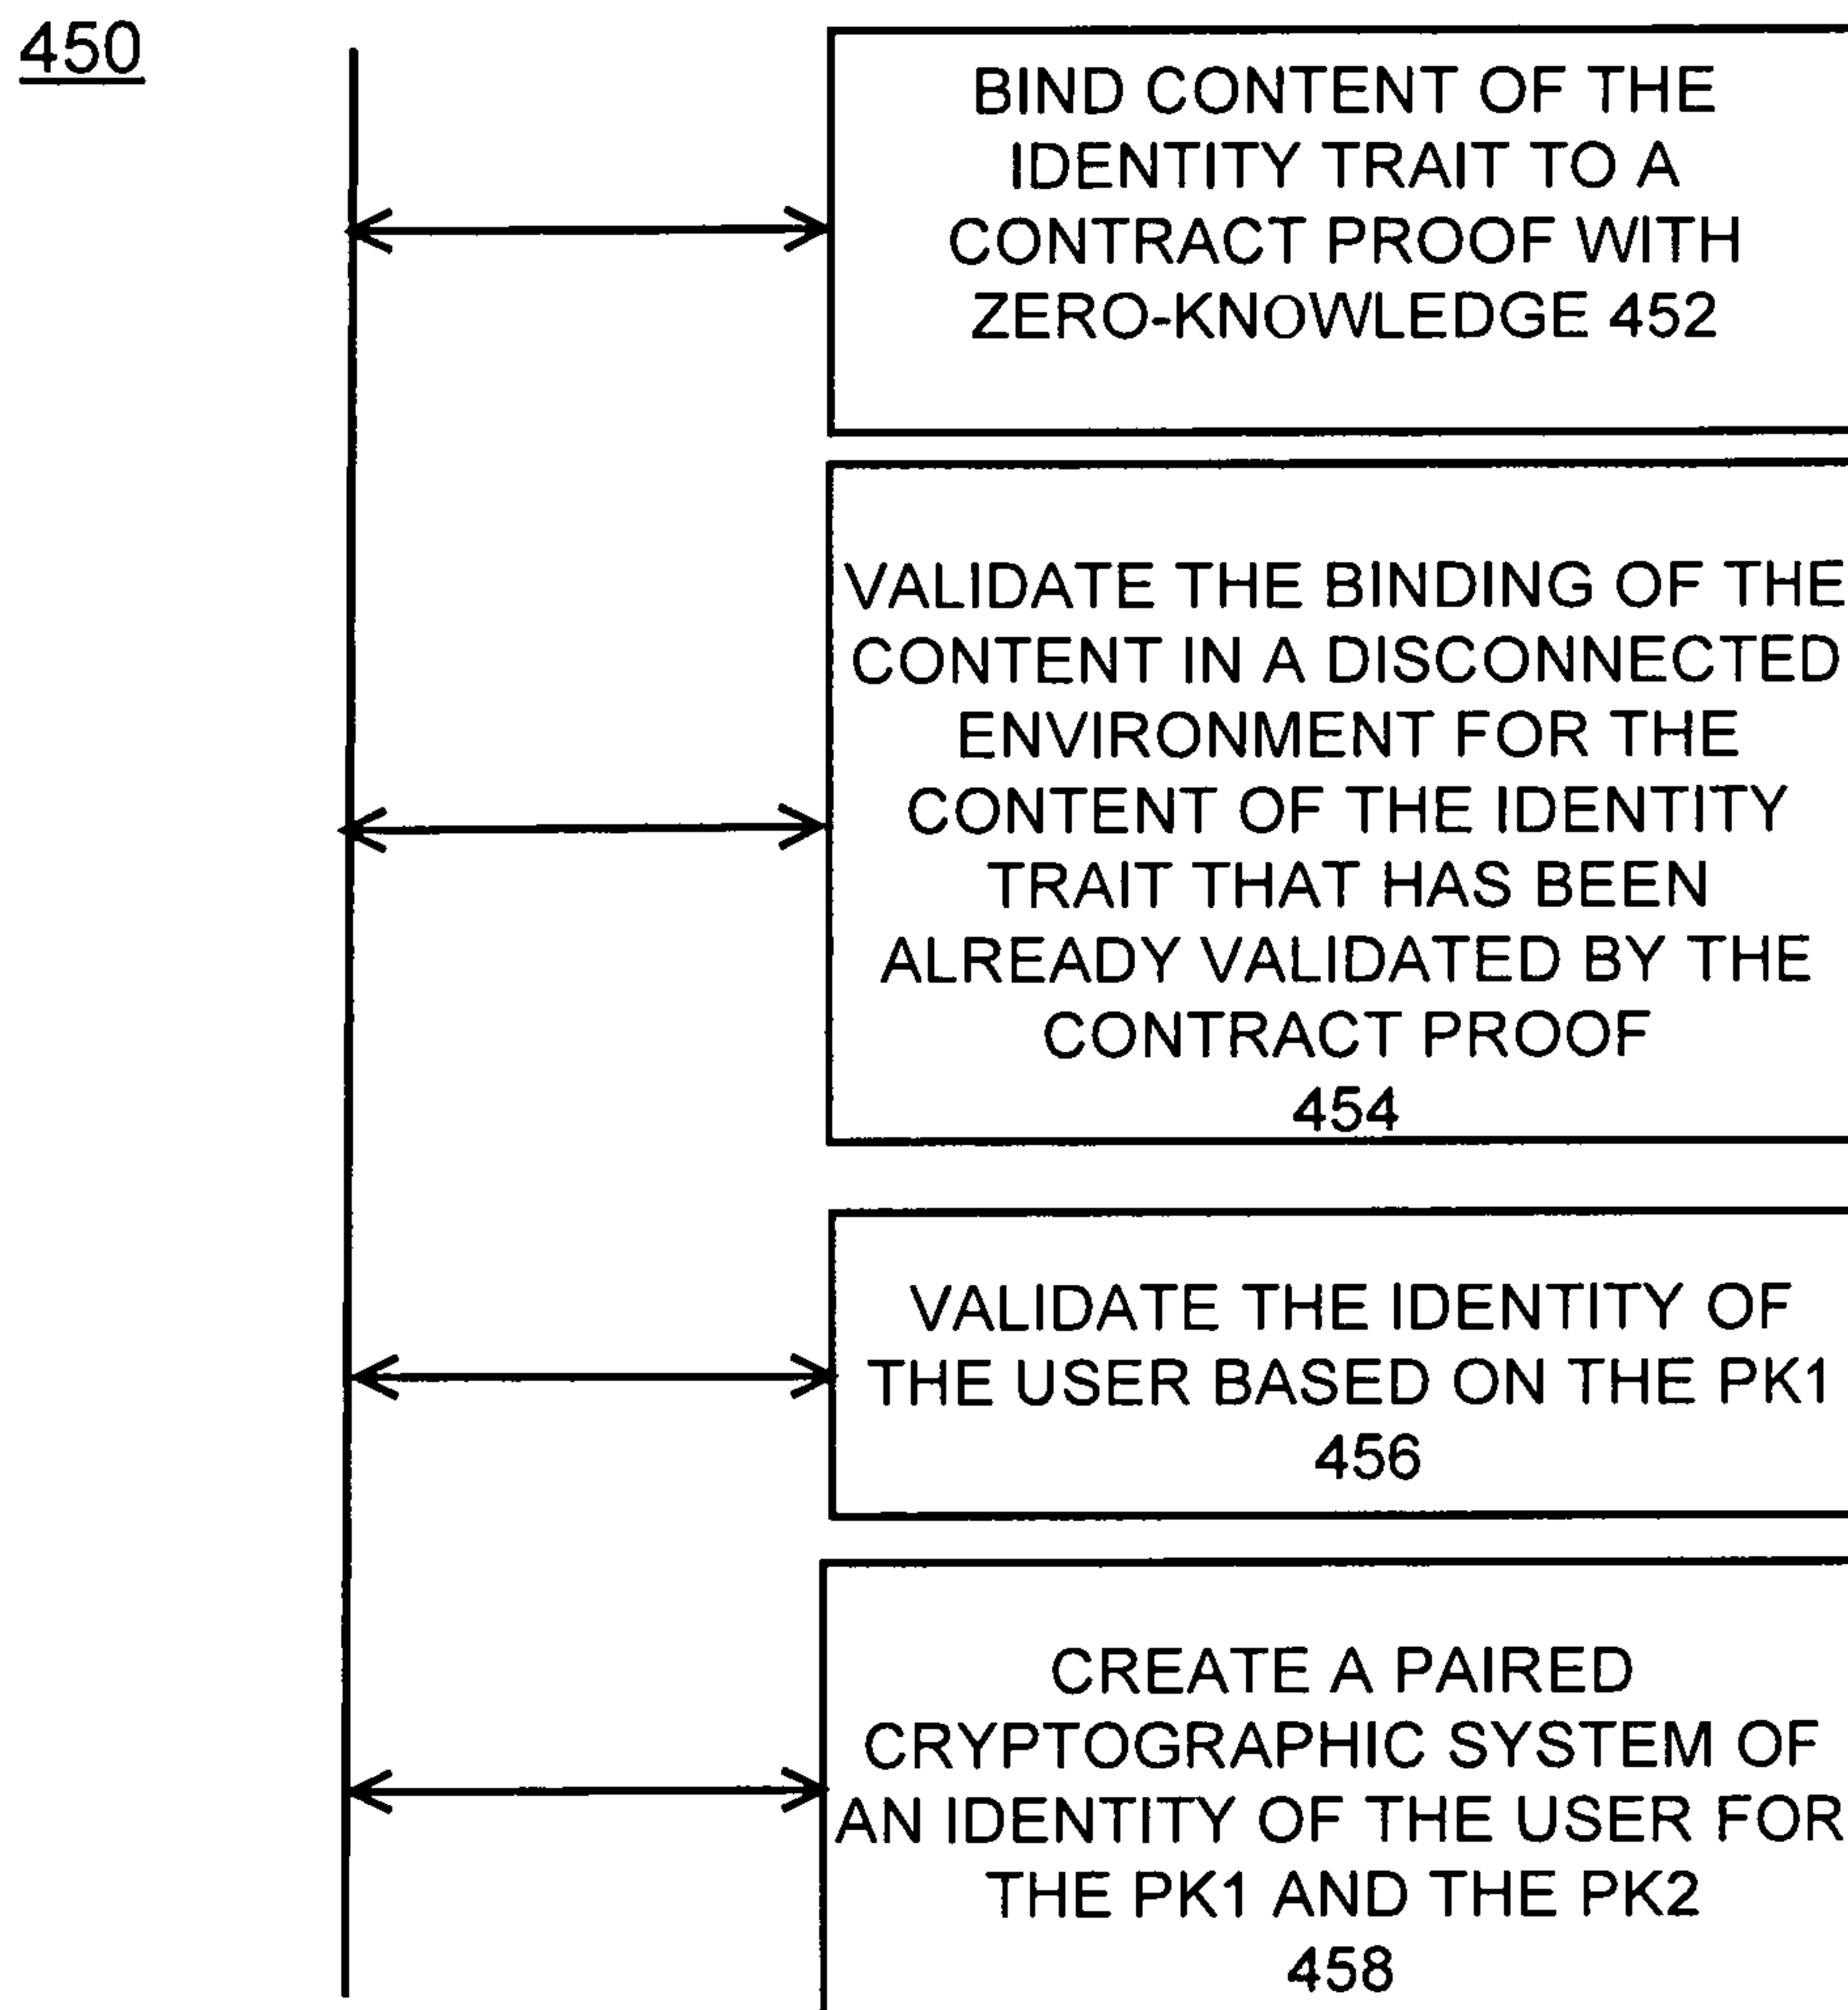 450
BIND CONTENT OF THE
IDENTITY TRAIT TO A
CONTRACT PROOF WITH
ZERO-KNOWLEDGE 452
VALIDATE THE BINDING OF THE
CONTENT IN A DISCONNECTED
ENVIRONMENT FOR THE
CONTENT OF THE IDENTITY
TRAIT THAT HAS BEEN
ALREADY VALIDATED BY THE
CONTRACT PROOF
454
VALIDATE THE IDENTITY OF
THE USER BASED ON THE PK1
456
CREATE A PAIRED
CRYPTOGRAPHIC SYSTEM OF
AN IDENTITY OF THE USER FOR
THE PK1 AND THE PK2
458